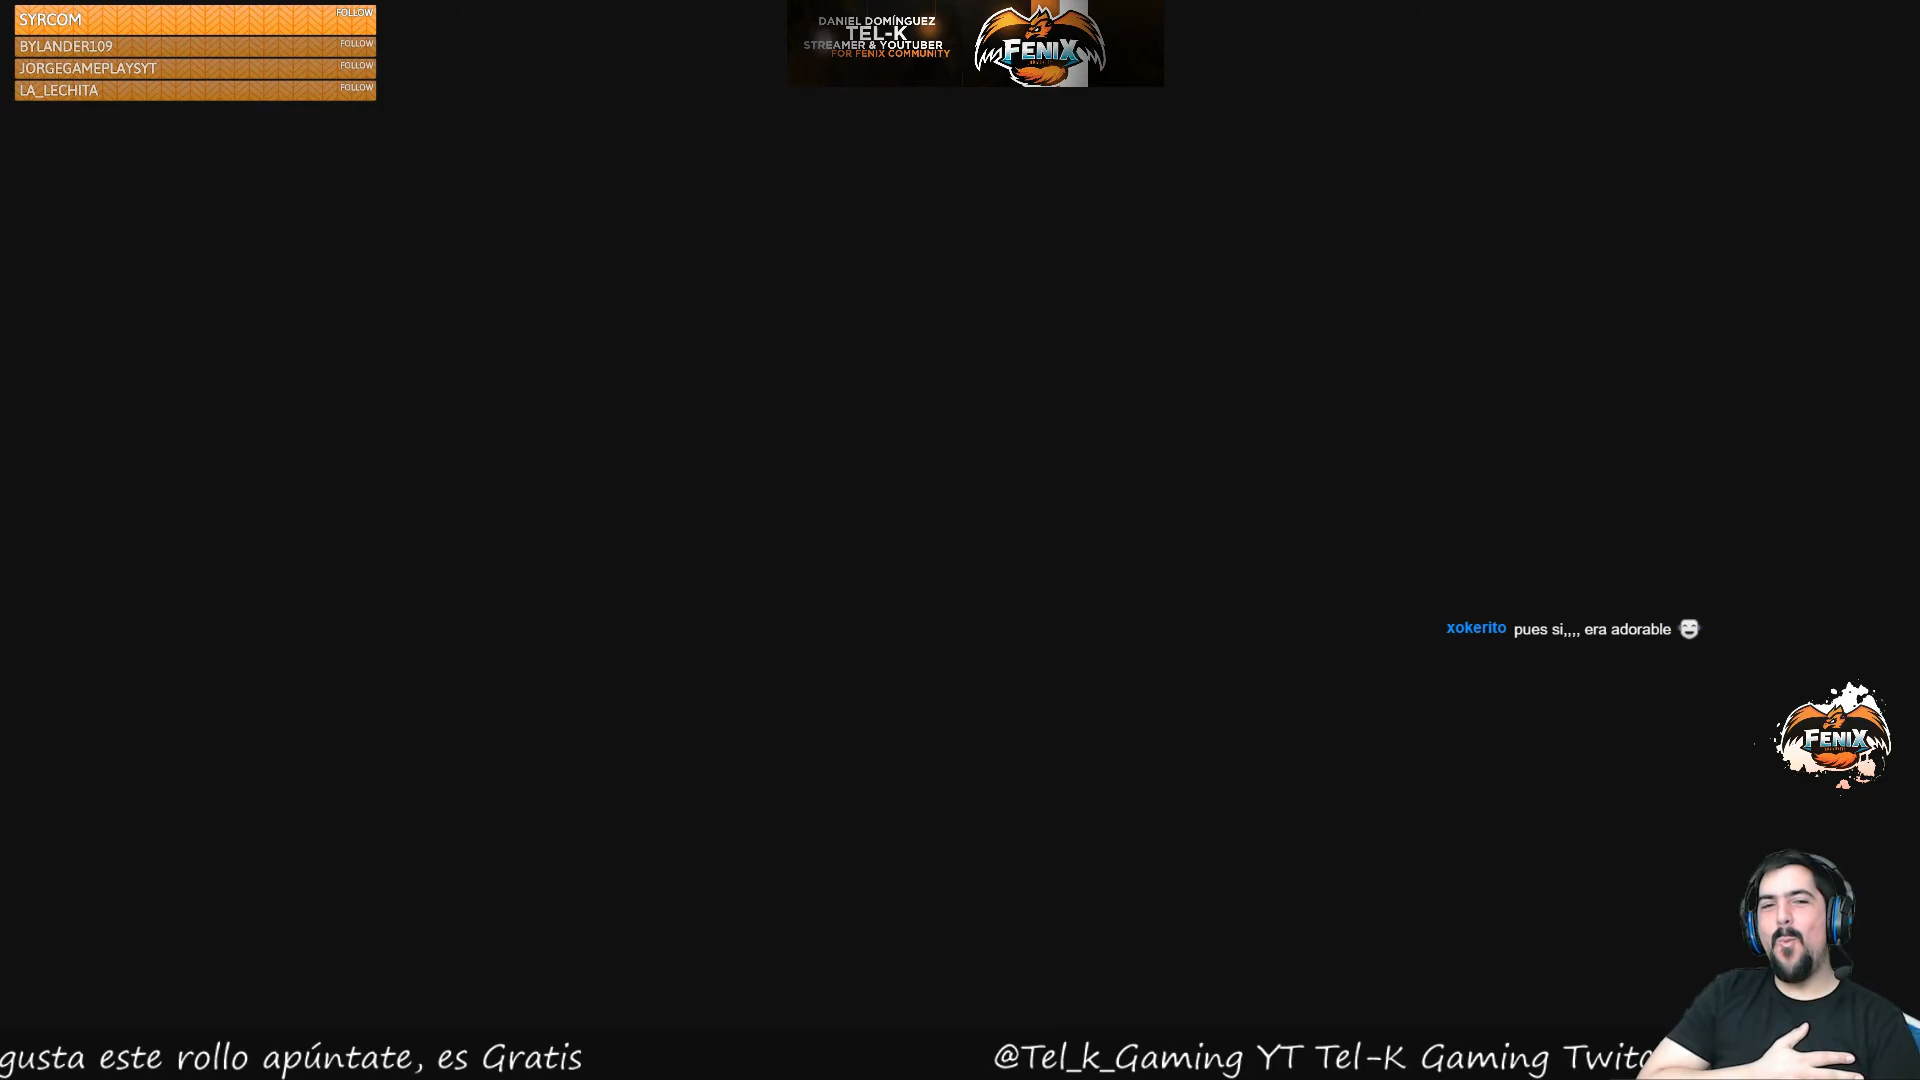 SYRCOM FOLLOW
BYLANDER109 FOLLOW
JORGEGAMEPLAYSYT FOLLOW
LA_LECHITA FOLLOW
DANIEL DOMÍNGUEZ
TEL-K
STREAMER & YOUTUBER
FOR FENIX COMMUNITY
FENIX
xokerito pues si,,,, era adorable
FENIX
gusta este rollo apúntate, es Gratis
@Tel_k_Gaming YT Tel-K Gaming Twitc